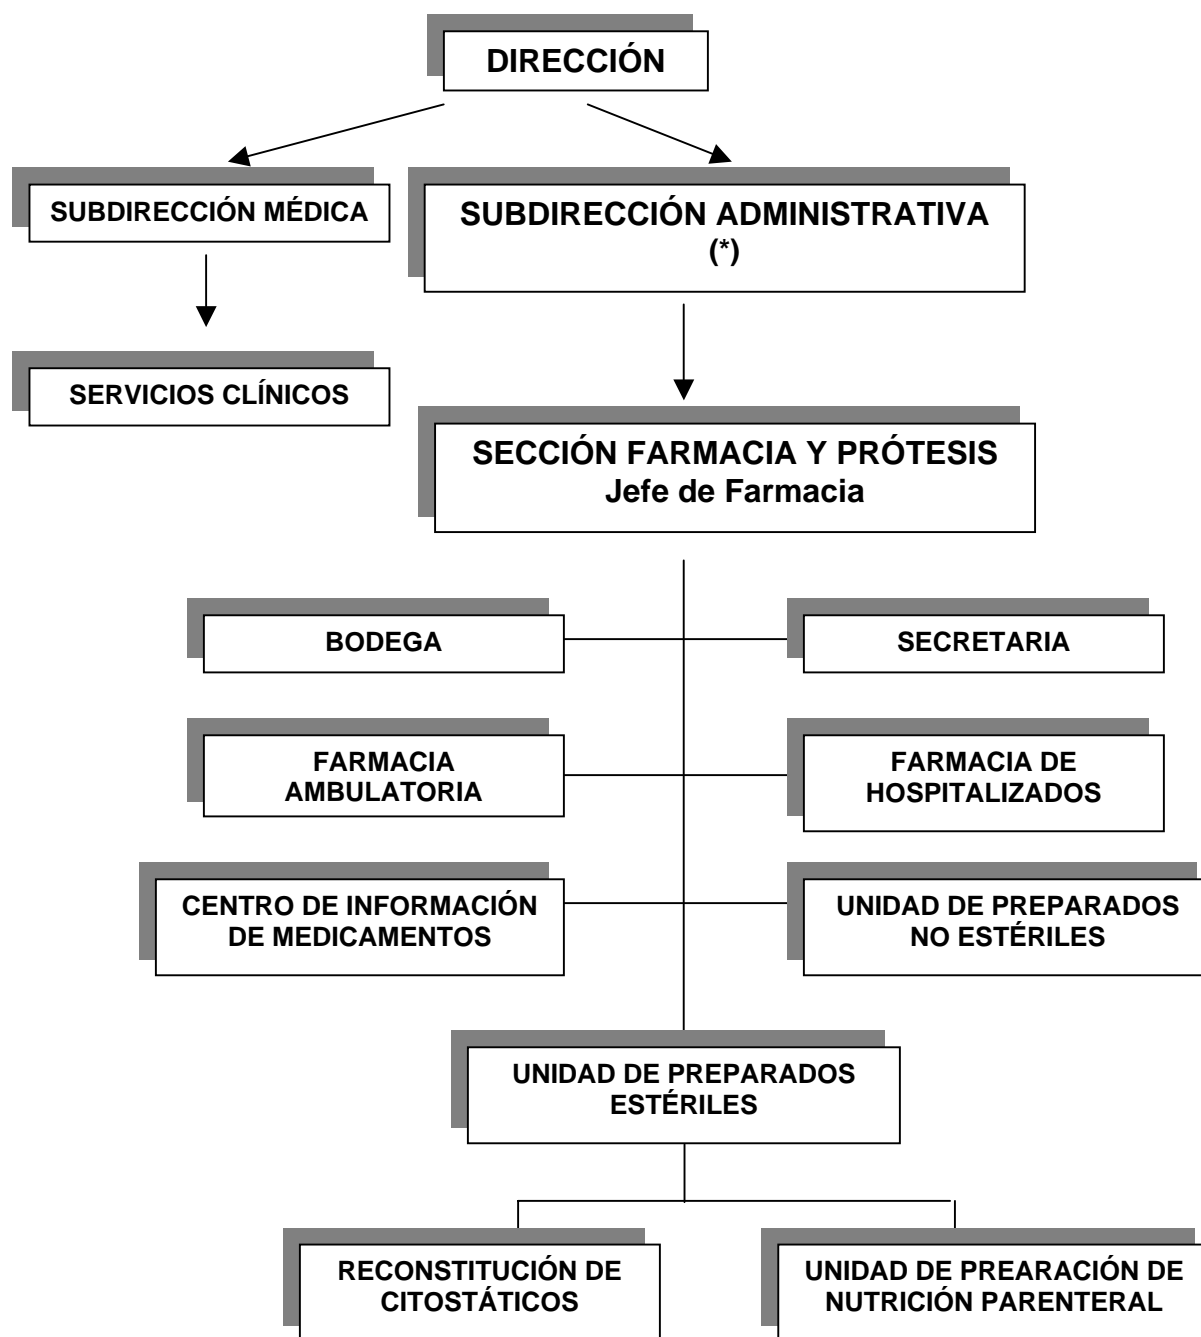 DIRECCIÓN
SUBDIRECCIÓN MÉDICA
SUBDIRECCIÓN ADMINISTRATIVA
(*)
SERVICIOS CLÍNICOS
SECCIÓN FARMACIA Y PRÓTESIS
Jefe de Farmacia
BODEGA
SECRETARIA
FARMACIA
AMBULATORIA
FARMACIA DE
HOSPITALIZADOS
CENTRO DE INFORMACIÓN
DE MEDICAMENTOS
UNIDAD DE PREPARADOS
NO ESTÉRILES
UNIDAD DE PREPARADOS
ESTÉRILES
RECONSTITUCIÓN DE
CITOSTÁTICOS
UNIDAD DE PREARACIÓN DE
NUTRICIÓN PARENTERAL